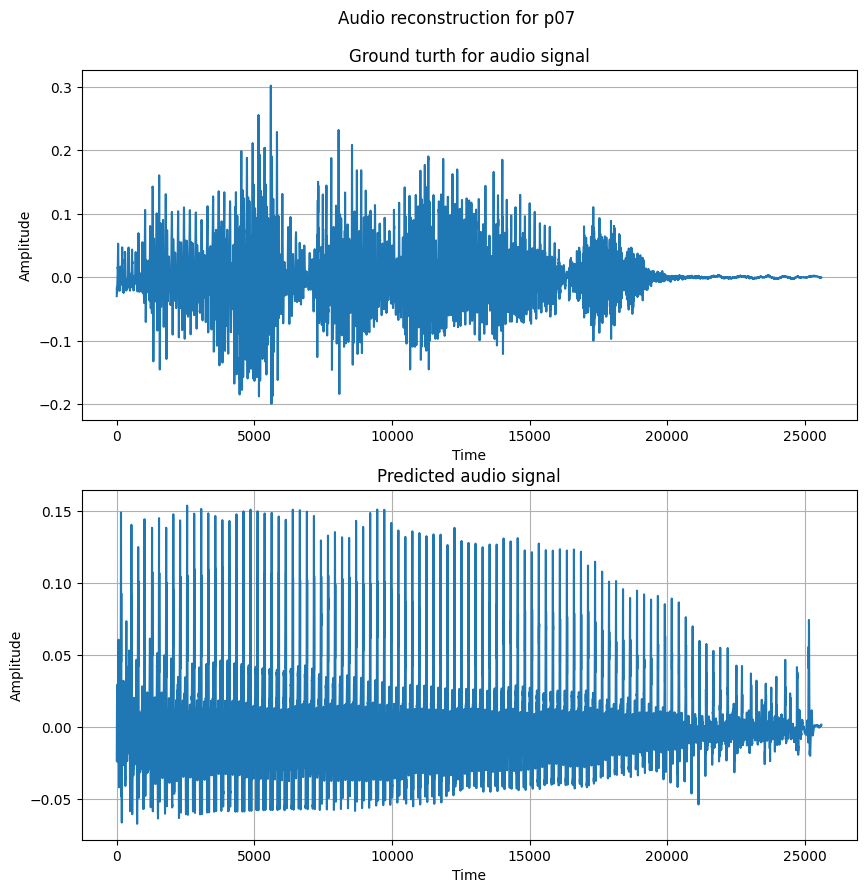 Audio reconstruction for p07
Ground turth for audio signal
0.3
0.2
0.1
0.0
−0.1
−0.2
Amplitude
0 5000 10000 15000 20000 25000
Time
Predicted audio signal
0.15
0.10
0.05
0.00
−0.05
Amplitude
0 5000 10000 15000 20000 25000
Time